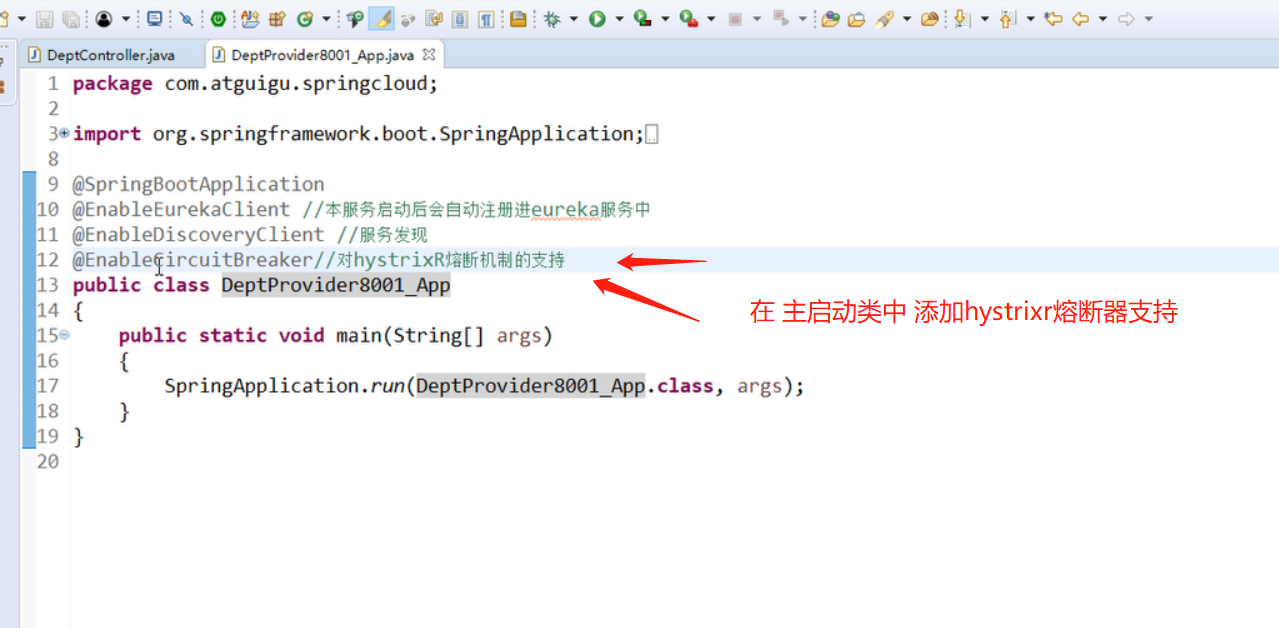 DeptController.java DeptProvider8001_App.java
1 package com.atguigu.springcloud;
2
3 import org.springframework.boot.SpringApplication;
8
9 @SpringBootApplication
10 @EnableEurekaClient //本服务启动后会自动注册进eureka服务中
11 @EnableDiscoveryClient //服务发现
12 @EnableCircuitBreaker//对hystrixR熔断机制的支持
13 public class DeptProvider8001_App
在 主启动类中 添加hystrixr熔断器支持
14 {
15 public static void main(String[] args)
16 {
17 SpringApplication.run(DeptProvider8001_App.class, args);
18 }
19 }
20